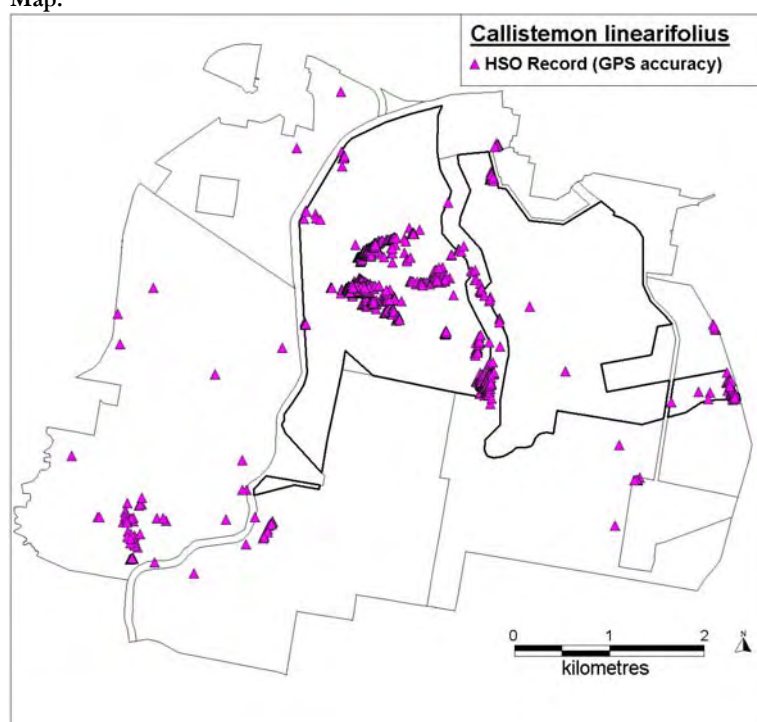 Map:
Callistemon linearifolius
HSO Record (GPS accuracy)
0 1 2
kilometres
N